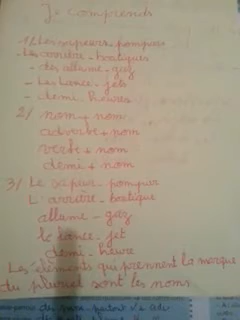 Je comprends
1/ Les sapeurs pompiers
- Les arrière - boutiques
- des allume - gaz
- Les lance - jets
- demi heures
2/ nom + nom
adverbe + nom
verbe + nom
demi + nom
3/ Le sapeur - pompier
L'arrière - boutique
allume - gaz
le lance - jet
demi - heure
Les éléments qui prennent la marque
du pluriel sont les noms